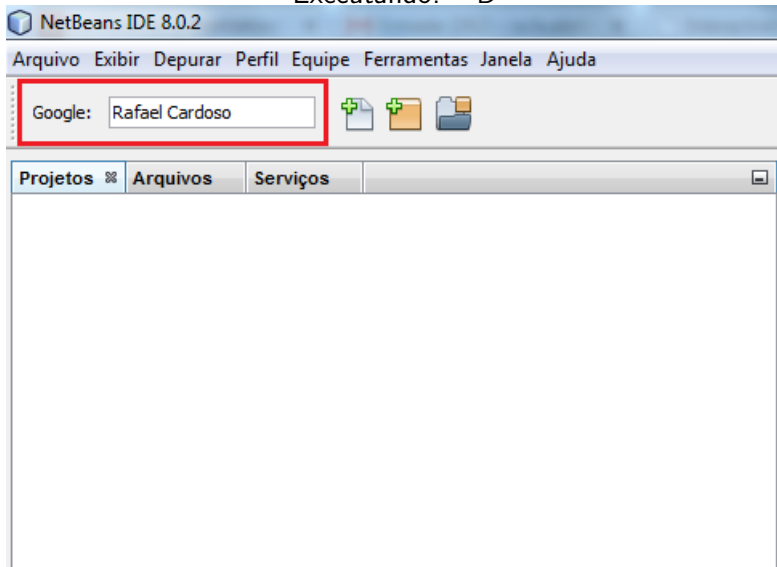 NetBeans IDE 8.0.2
Arquivo Exibir Depurar Perfil Equipe Ferramentas Janela Ajuda
Google: Rafael Cardoso
Projetos Arquivos Serviços